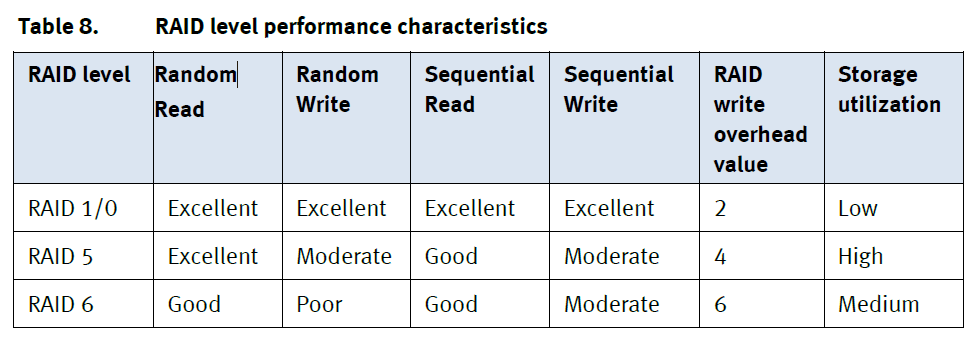 Table 8. RAID level performance characteristics
RAID level Random Read Random Write Sequential Read Sequential Write RAID write overhead value Storage utilization
RAID 1/0 Excellent Excellent Excellent Excellent 2 Low
RAID 5 Excellent Moderate Good Moderate 4 High
RAID 6 Good Poor Good Moderate 6 Medium